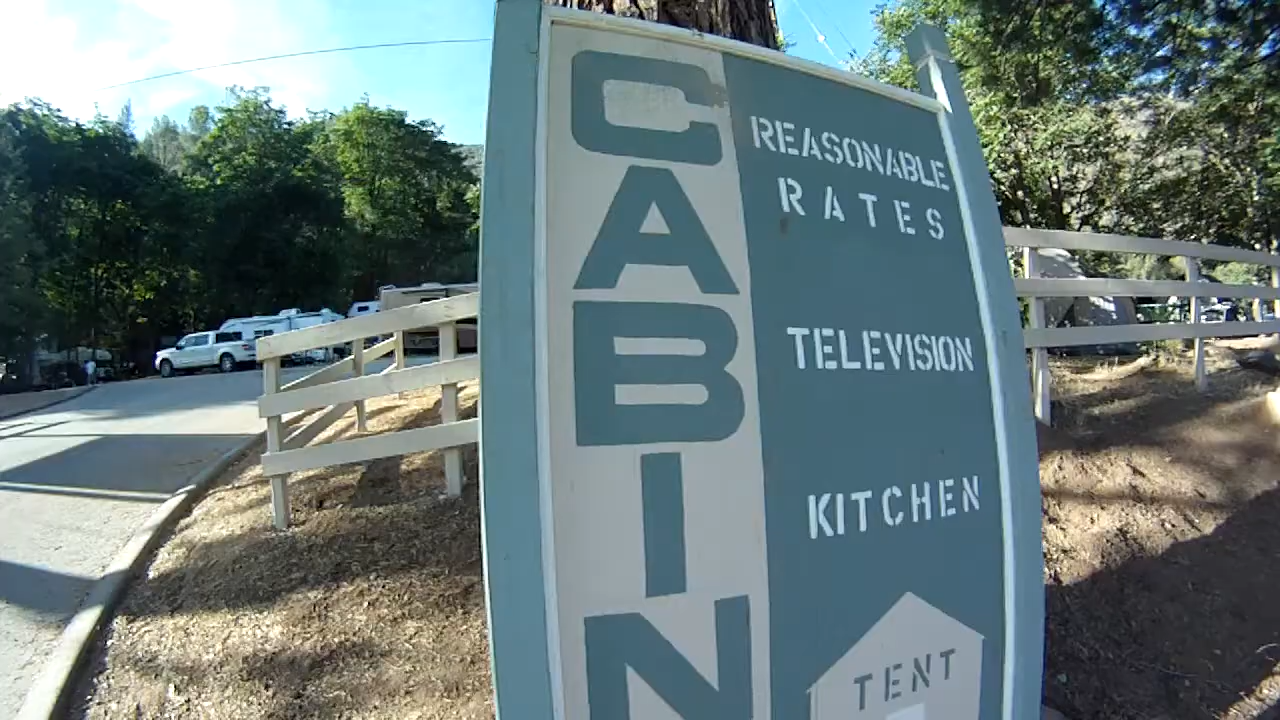 CABIN
REASONABLE
RATES
TELEVISION
KITCHEN
TENT